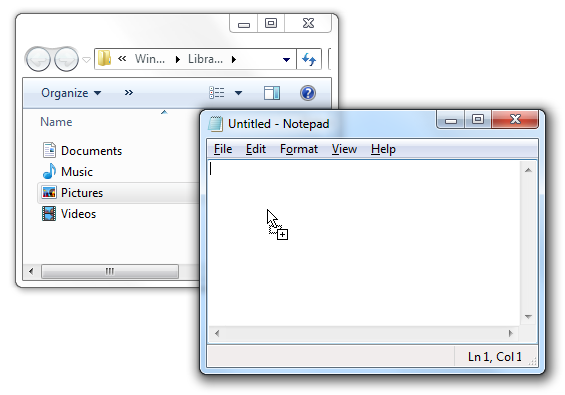 « Win... Libra...
Organize »
Name
Documents
Music
Pictures
Videos
Untitled - Notepad
File Edit Format View Help
Ln 1, Col 1